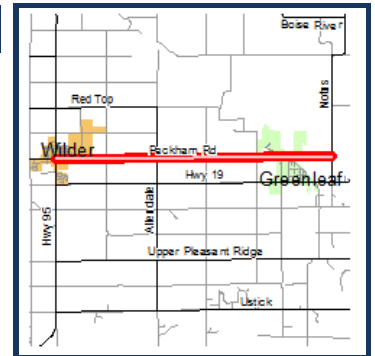 Boise River
Notus
Red Top
Wilder
Peckham Rd
Hwy 19
Greenleaf
Allendale
Hwy 95
Upper Pleasant Ridge
Ustick